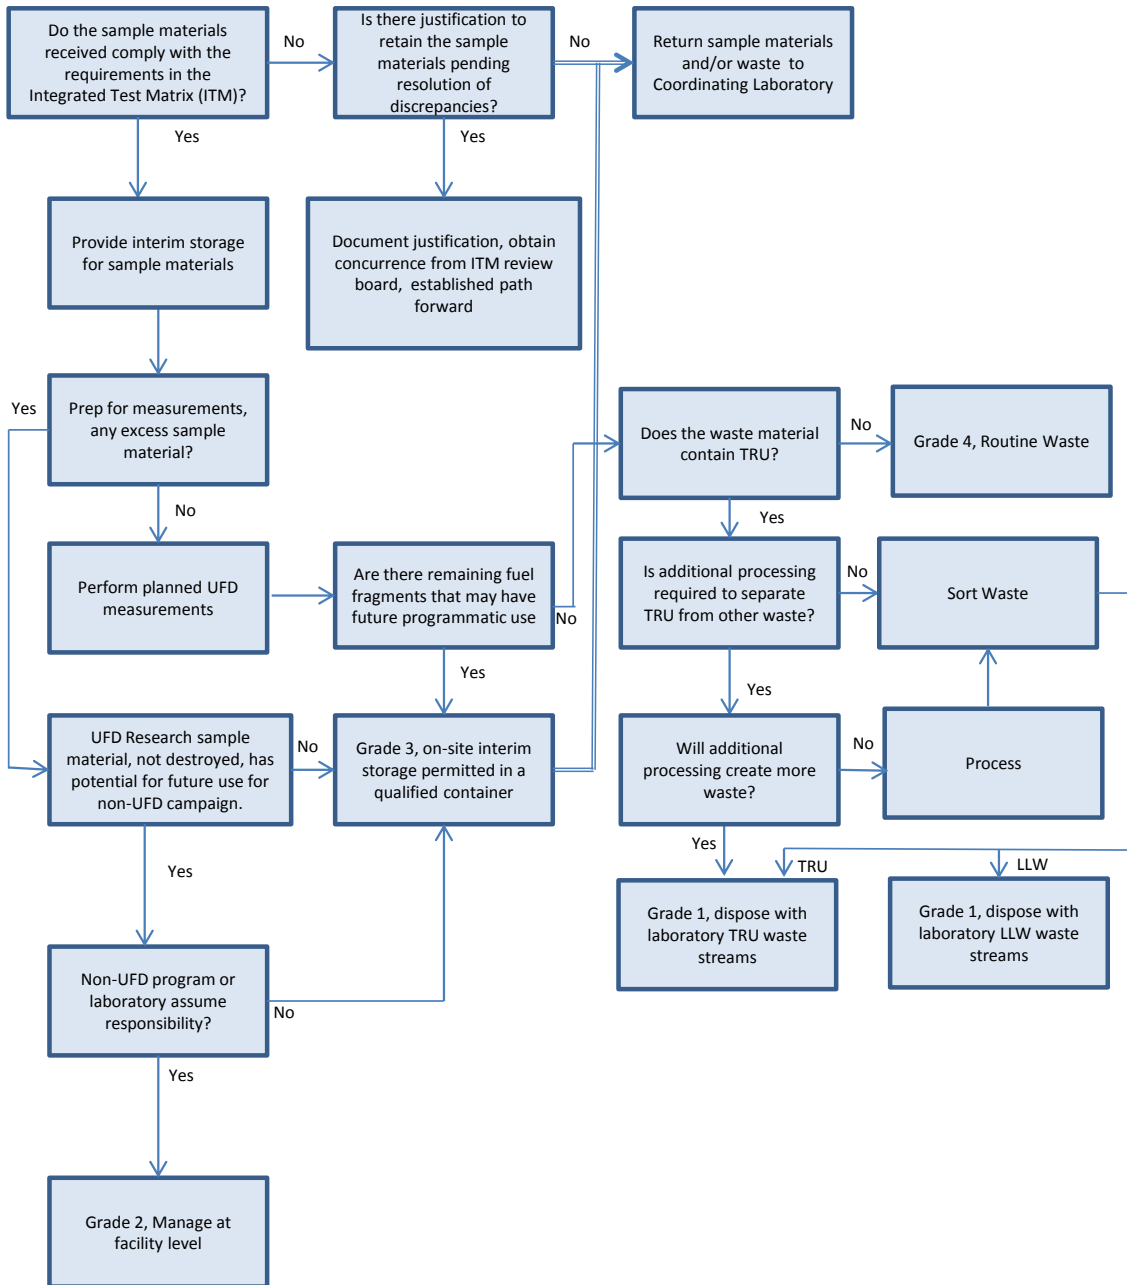 Do the sample materials
received comply with the
requirements in the
Integrated Test Matrix (ITM)?
No
Is there justification to
retain the sample
materials pending
resolution of
discrepancies?
No
Return sample materials
and/or waste to
Coordinating Laboratory
Yes
Yes
Provide interim storage
for sample materials
Document justification, obtain
concurrence from ITM review
board, established path
forward
Yes
Prep for measurements,
any excess sample
material?
No
Does the waste material
contain TRU?
No
Grade 4, Routine Waste
Yes
Perform planned UFD
measurements
Are there remaining fuel
fragments that may have
future programmatic use
No
Is additional processing
required to separate
TRU from other waste?
No
Sort Waste
Yes
Yes
UFD Research sample
material, not destroyed, has
potential for future use for
non-UFD campaign.
No
Grade 3, on-site interim
storage permitted in a
qualified container
Will additional
processing create more
waste?
No
Process
Yes
Yes
TRU
LLW
Grade 1, dispose with
laboratory TRU waste
streams
Grade 1, dispose with
laboratory LLW waste
streams
Non-UFD program or
laboratory assume
responsibility?
No
Yes
Grade 2, Manage at
facility level